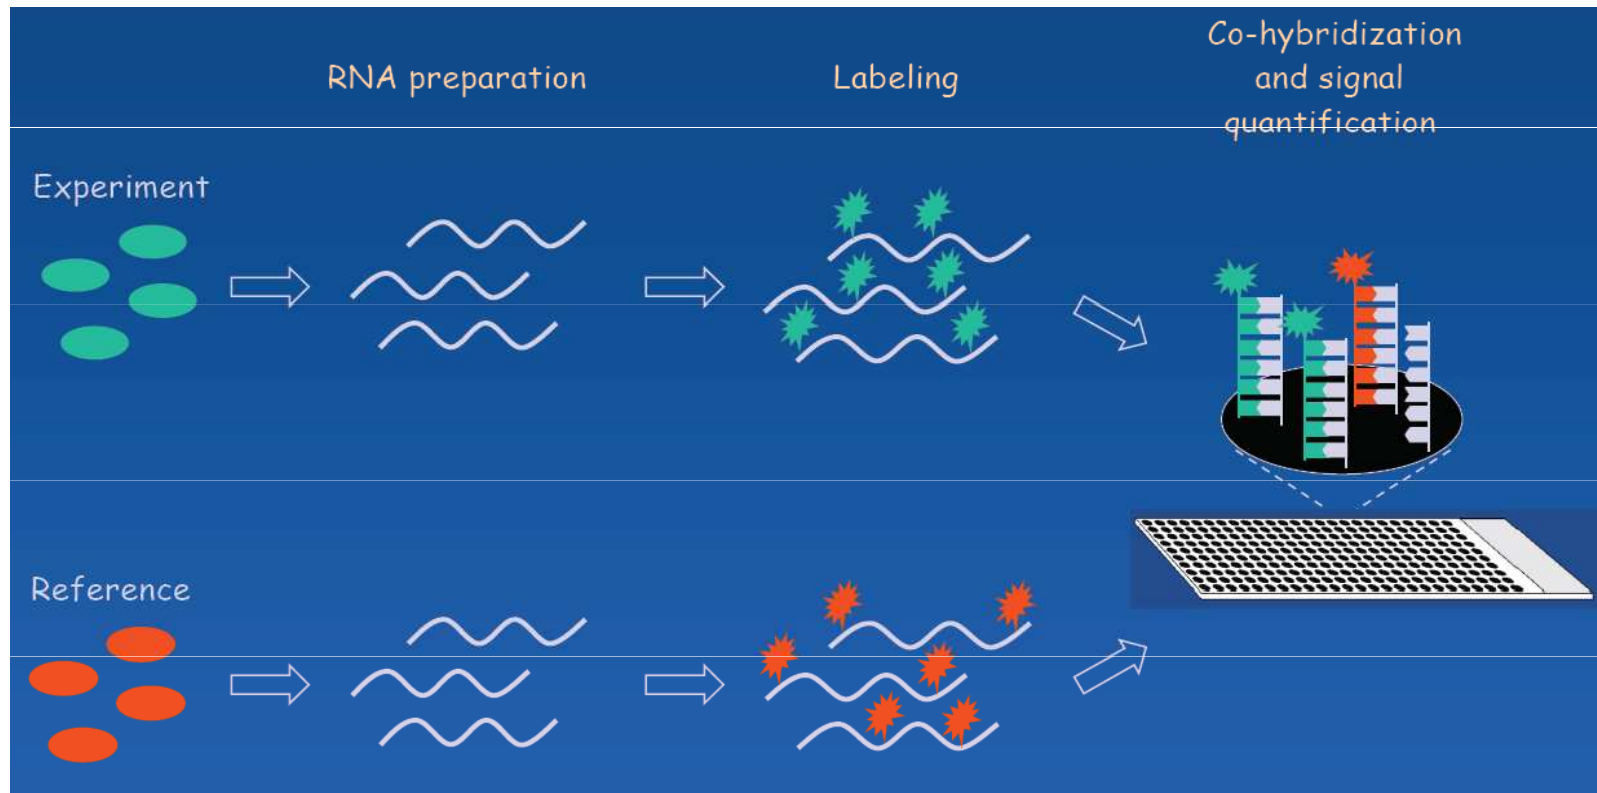 RNA preparation
Labeling
Co-hybridization
and signal
quantification
Experiment
Reference